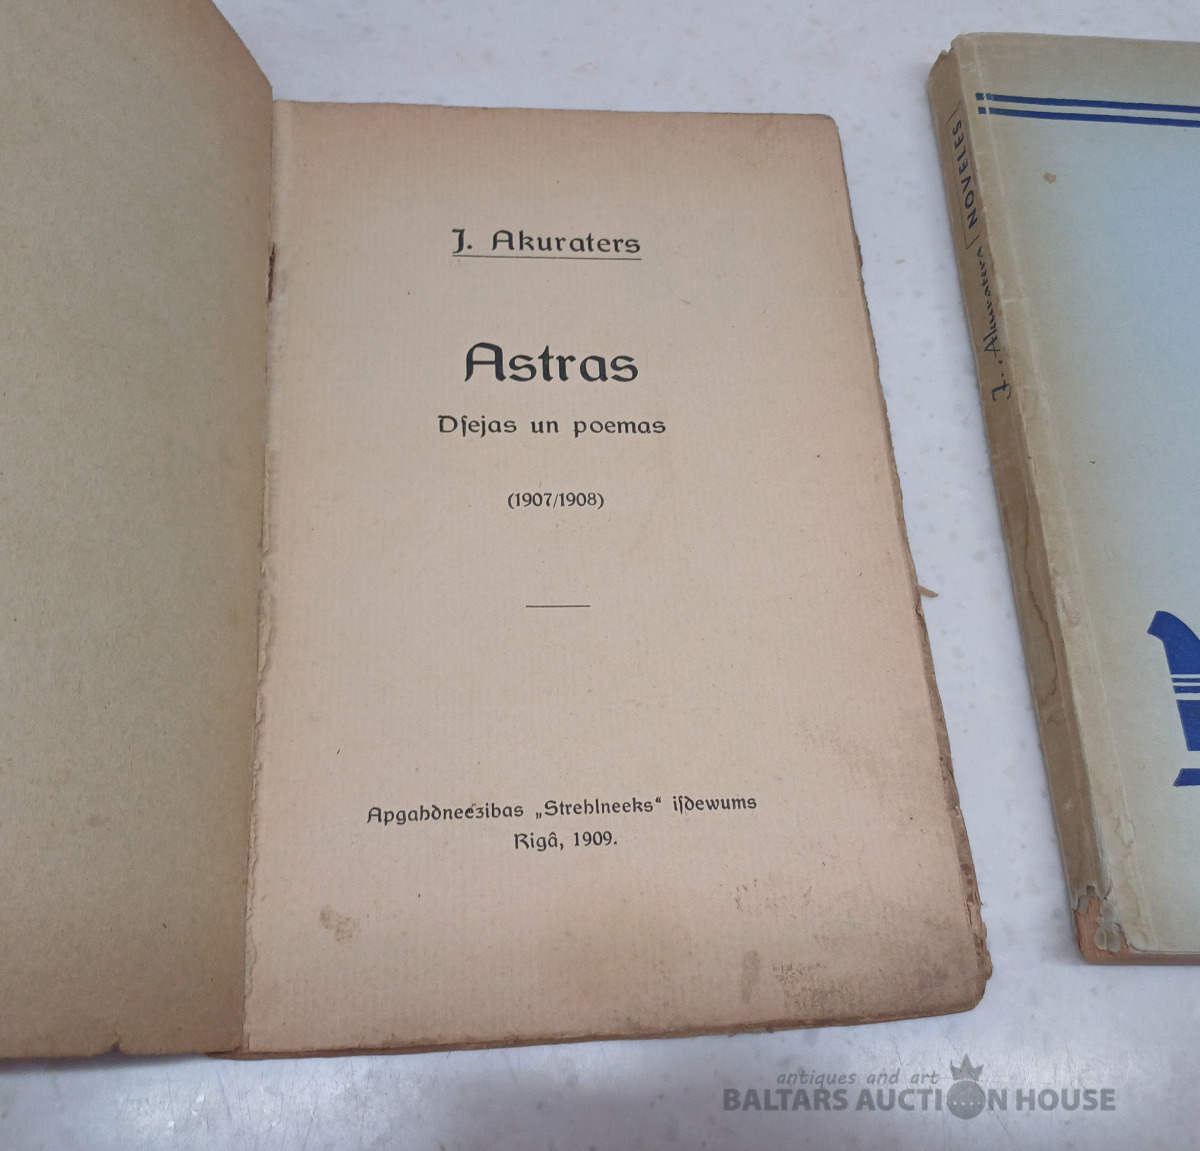 J. Akuraters
Astras
Dſejas un poemas
(1907/1908)
Apgahdneezibas „Strehlneeks“ iſdewums
Rigâ, 1909.
J. Akuraters NOVELES
antiques and art
BALTARS AUCTION HOUSE